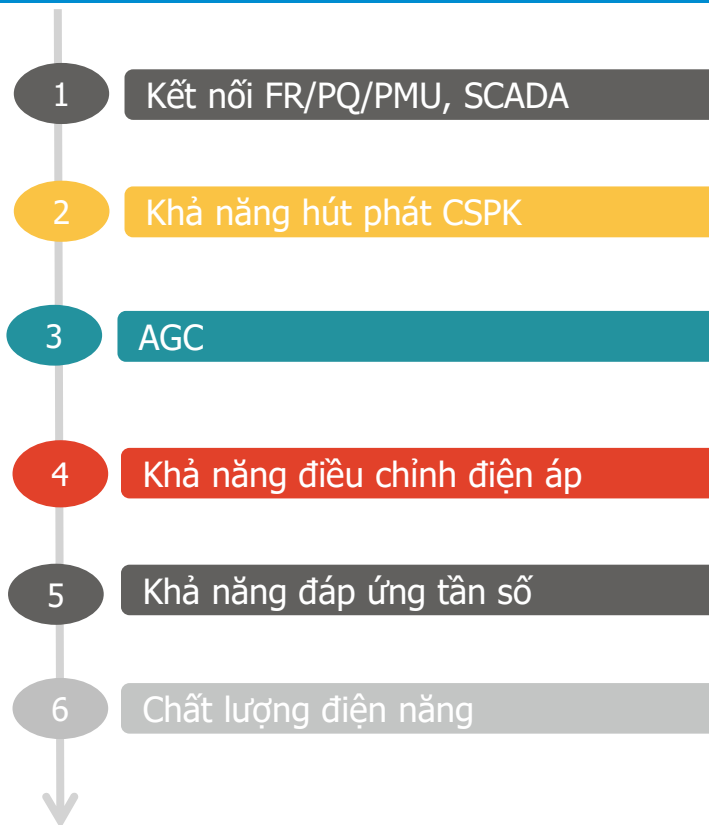 1 Kết nối FR/PQ/PMU, SCADA
2 Khả năng hút phát CSPK
3 AGC
4 Khả năng điều chỉnh điện áp
5 Khả năng đáp ứng tần số
6 Chất lượng điện năng